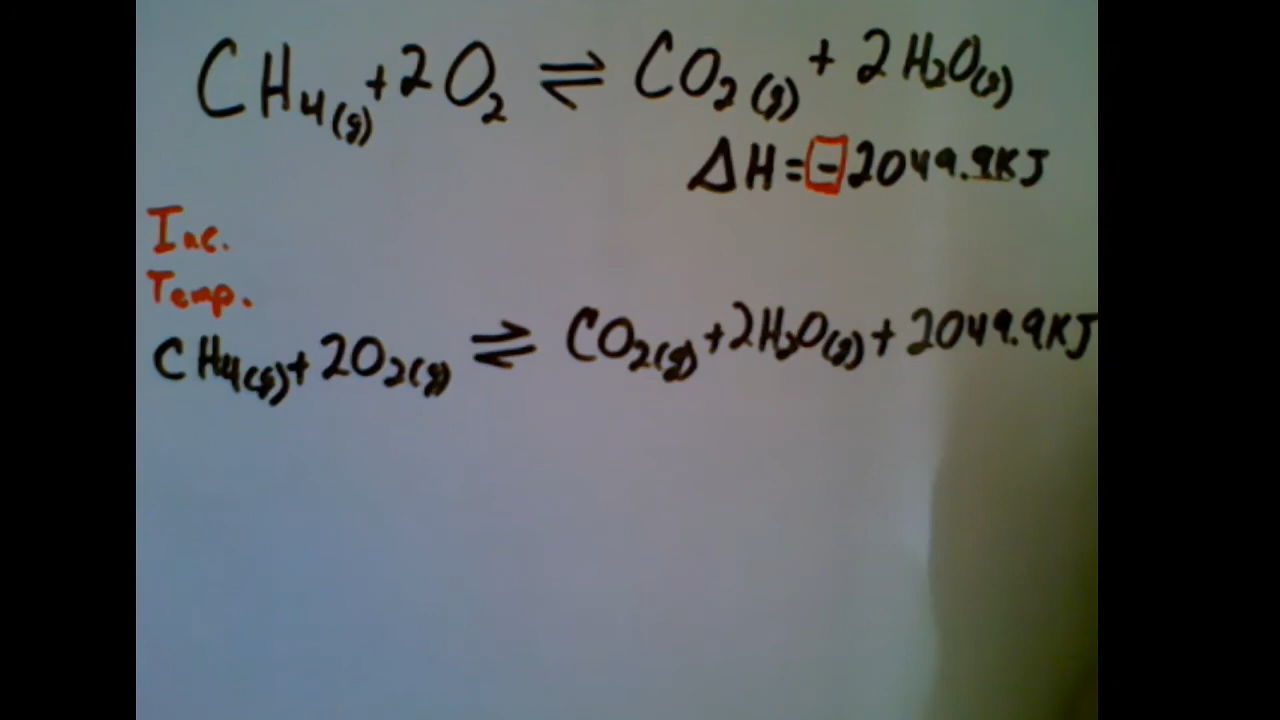 CH₄(g) + 2O₂ ⇌ CO₂(g) + 2H₂O(g)
ΔH = -2049.9KJ
Inc.
Temp.
CH₄(g) + 2O₂(g) ⇌ CO₂(g) + 2H₂O(g) + 2049.9KJ